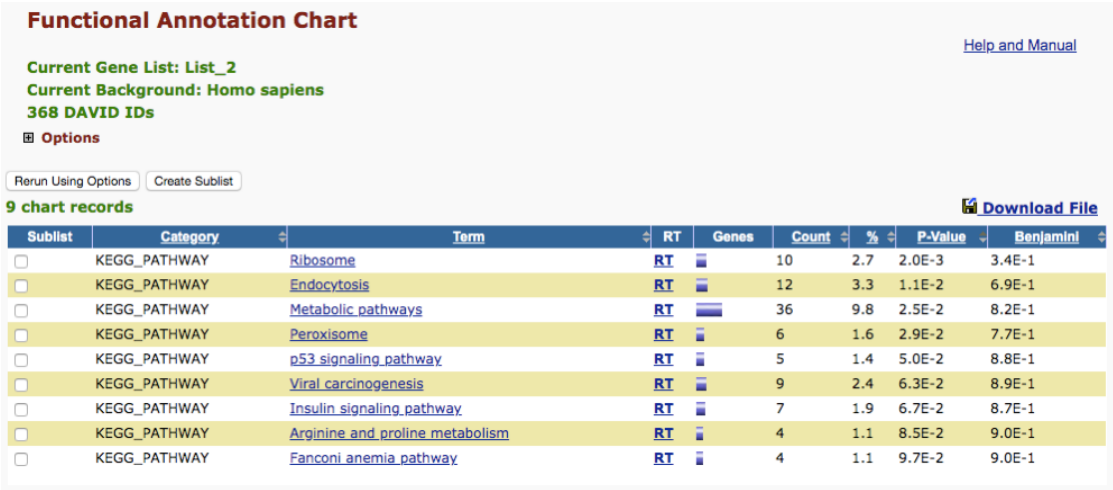 Functional Annotation Chart
Help and Manual
Current Gene List: List_2
Current Background: Homo sapiens
368 DAVID IDs
Options
Rerun Using Options Create Sublist
9 chart records Download File
Sublist Category Term RT Genes Count % P-Value Benjamini
KEGG_PATHWAY Ribosome RT 10 2.7 2.0E-3 3.4E-1
KEGG_PATHWAY Endocytosis RT 12 3.3 1.1E-2 6.9E-1
KEGG_PATHWAY Metabolic pathways RT 36 9.8 2.5E-2 8.2E-1
KEGG_PATHWAY Peroxisome RT 6 1.6 2.9E-2 7.7E-1
KEGG_PATHWAY p53 signaling pathway RT 5 1.4 5.0E-2 8.8E-1
KEGG_PATHWAY Viral carcinogenesis RT 9 2.4 6.3E-2 8.9E-1
KEGG_PATHWAY Insulin signaling pathway RT 7 1.9 6.7E-2 8.7E-1
KEGG_PATHWAY Arginine and proline metabolism RT 4 1.1 8.5E-2 9.0E-1
KEGG_PATHWAY Fanconi anemia pathway RT 4 1.1 9.7E-2 9.0E-1